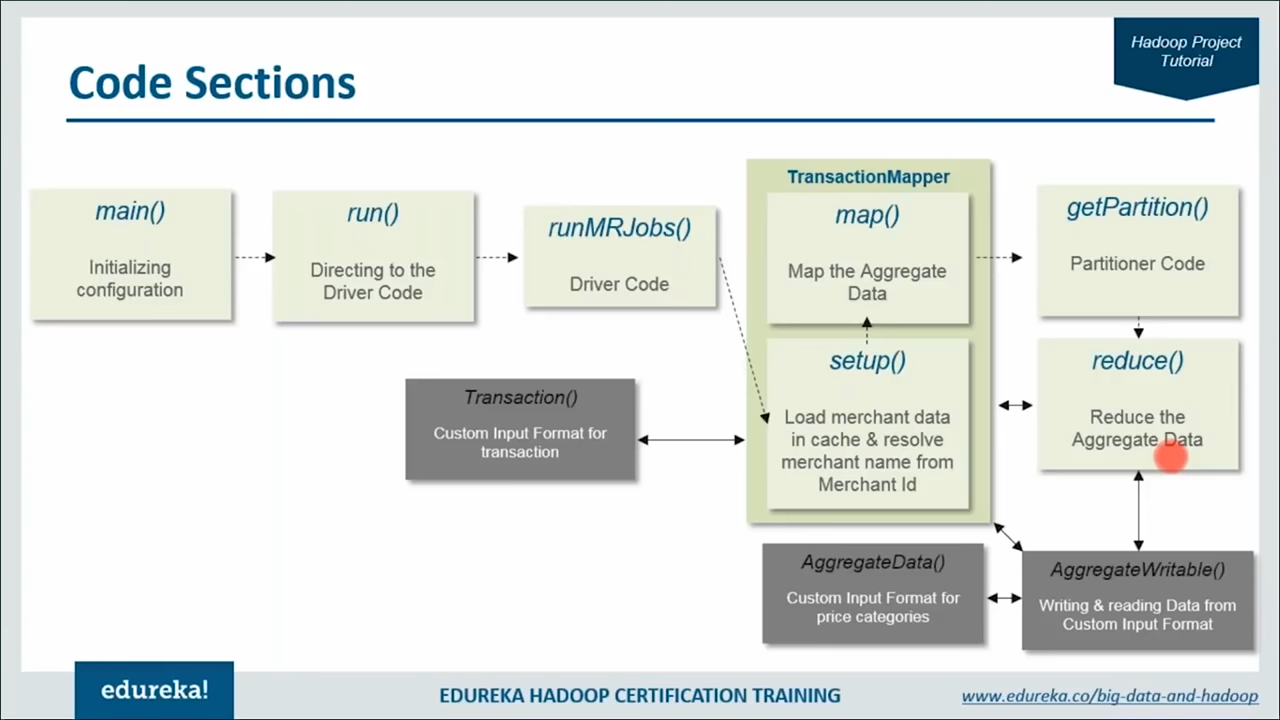 Hadoop Project
Tutorial
Code Sections
main()
Initializing
configuration
run()
Directing to the
Driver Code
runMRJobs()
Driver Code
TransactionMapper
map()
Map the Aggregate
Data
setup()
Load merchant data
in cache & resolve
merchant name from
Merchant Id
getPartition()
Partitioner Code
reduce()
Reduce the
Aggregate Data
Transaction()
Custom Input Format for
transaction
AggregateData()
Custom Input Format for
price categories
AggregateWritable()
Writing & reading Data from
Custom Input Format
edureka!
EDUREKA HADOOP CERTIFICATION TRAINING
www.edureka.co/big-data-and-hadoop